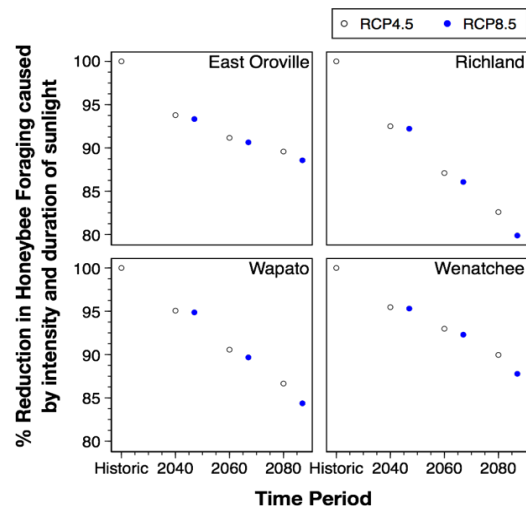 RCP4.5 RCP8.5
% Reduction in Honeybee Foraging caused
by intensity and duration of sunlight
East Oroville
100
95
90
85
80
Richland
Wapato
100
95
90
85
80
Wenatchee
Historic 2040 2060 2080
Historic 2040 2060 2080
Time Period